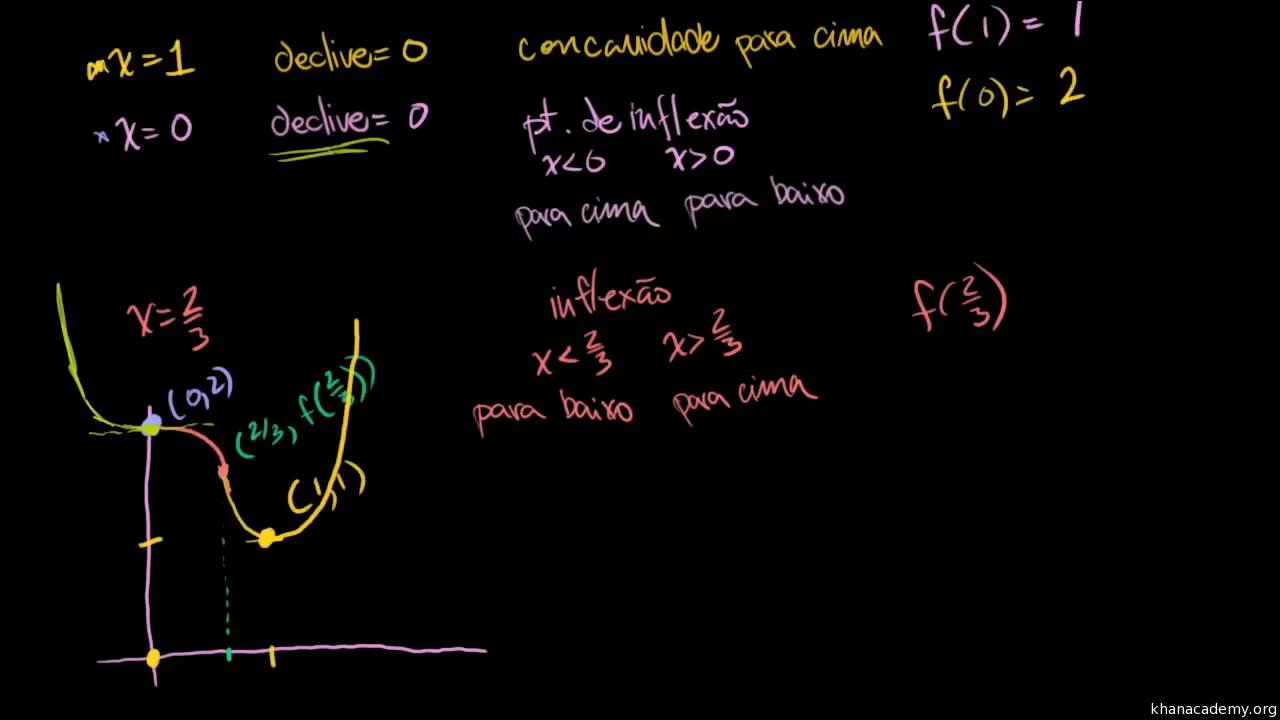 x=1 declive=0 concavidade para cima f(1)=1
x=0 declive=0 pt. de inflexão f(0)=2
x<0 x>0
para cima para baixo
x=2/3 inflexão f(2/3)
x<2/3 x>2/3
para baixo para cima
(0,2)
(2/3, f(2/3))
(1,1)
khanacademy.org